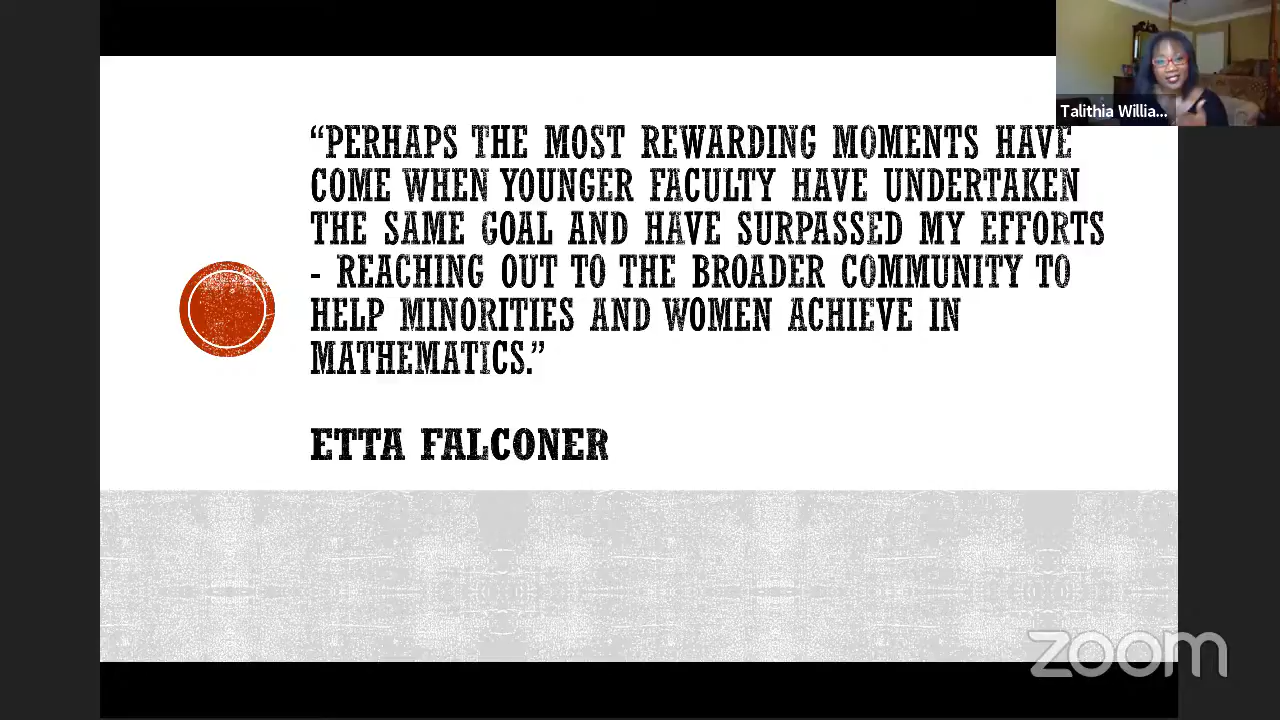 Talithia Willia...
“PERHAPS THE MOST REWARDING MOMENTS HAVE
COME WHEN YOUNGER FACULTY HAVE UNDERTAKEN
THE SAME GOAL AND HAVE SURPASSED MY EFFORTS
- REACHING OUT TO THE BROADER COMMUNITY TO
HELP MINORITIES AND WOMEN ACHIEVE IN
MATHEMATICS.”
ETTA FALCONER
zoom